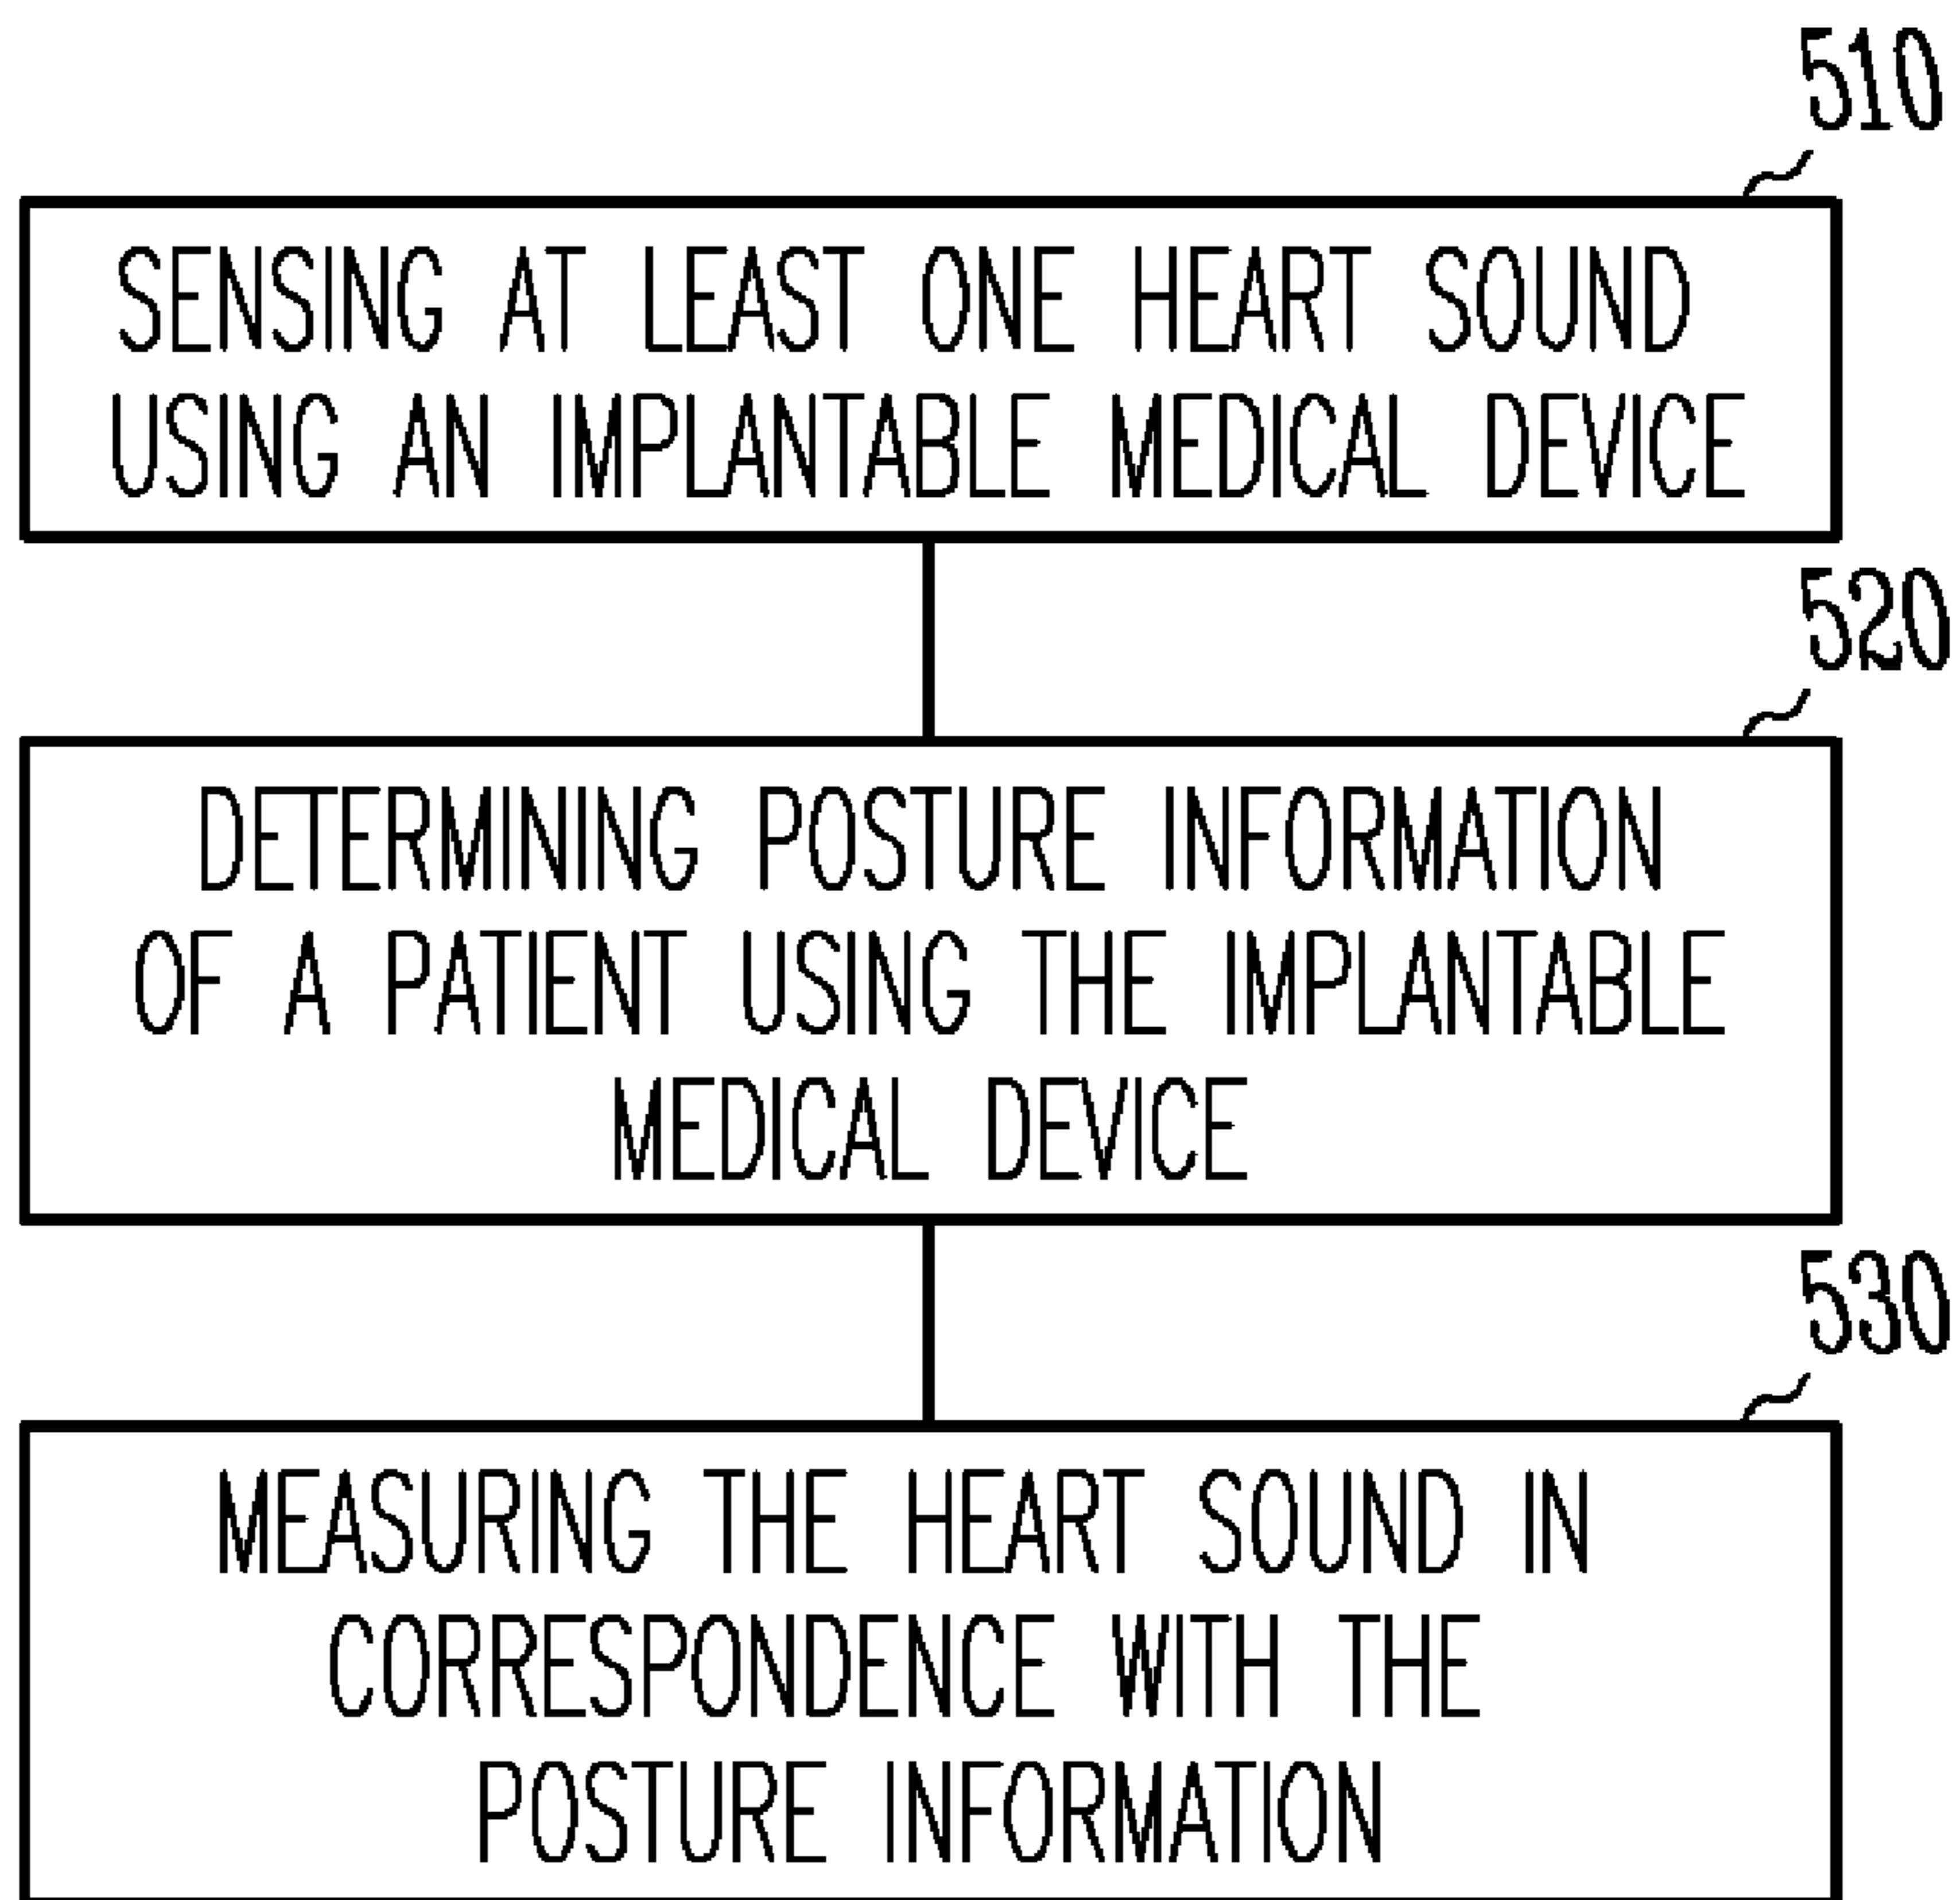 510
SENSING AT LEAST ONE HEART SOUND
USING AN IMPLANTABLE MEDICAL DEVICE
520
DETERMINING POSTURE INFORMATION
OF A PATIENT USING THE IMPLANTABLE
MEDICAL DEVICE
530
MEASURING THE HEART SOUND IN
CORRESPONDENCE WITH THE
POSTURE INFORMATION